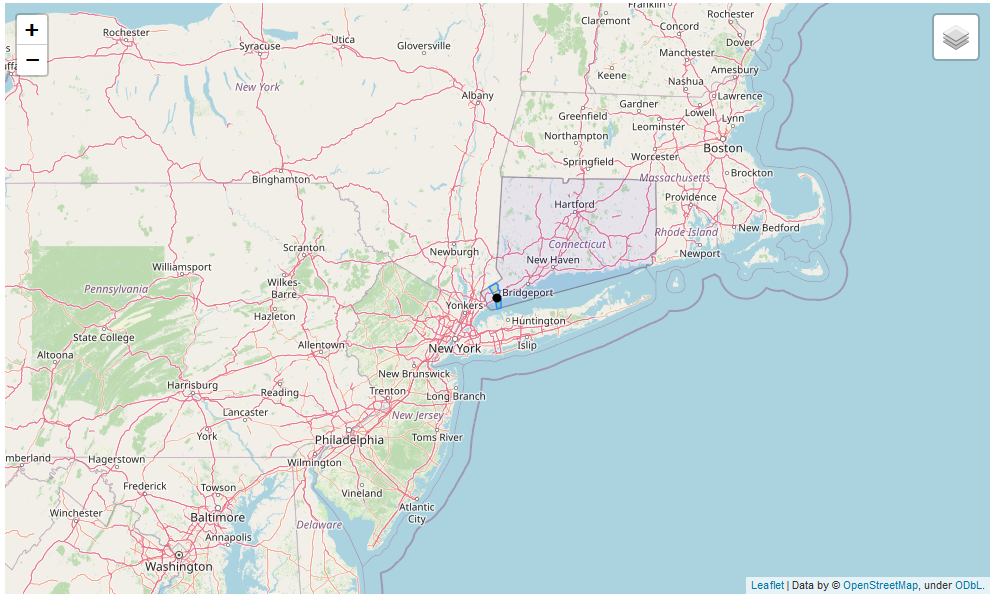 +
−
Rochester
Syracuse
Utica
Gloversville
New York
Albany
Binghamton
Claremont
Franklin
Concord
Rochester
Dover
Manchester
Keene
Nashua
Amesbury
Lawrence
Gardner
Lowell
Lynn
Greenfield
Leominster
Northampton
Boston
Springfield
Worcester
Brockton
Massachusetts
Providence
Hartford
Rhode Island
New Bedford
Connecticut
Newport
New Haven
Newburgh
Bridgeport
Yonkers
Huntington
New York
Islip
Scranton
Williamsport
Wilkes-
Barre
Pennsylvania
Hazleton
State College
Allentown
Altoona
New Brunswick
Harrisburg
Reading
Trenton
Long Branch
Lancaster
New Jersey
York
Philadelphia
Toms River
mberland
Hagerstown
Wilmington
Frederick
Towson
Vineland
Winchester
Baltimore
Atlantic
City
Delaware
Annapolis
Washington
Leaflet | Data by © OpenStreetMap, under ODbL.